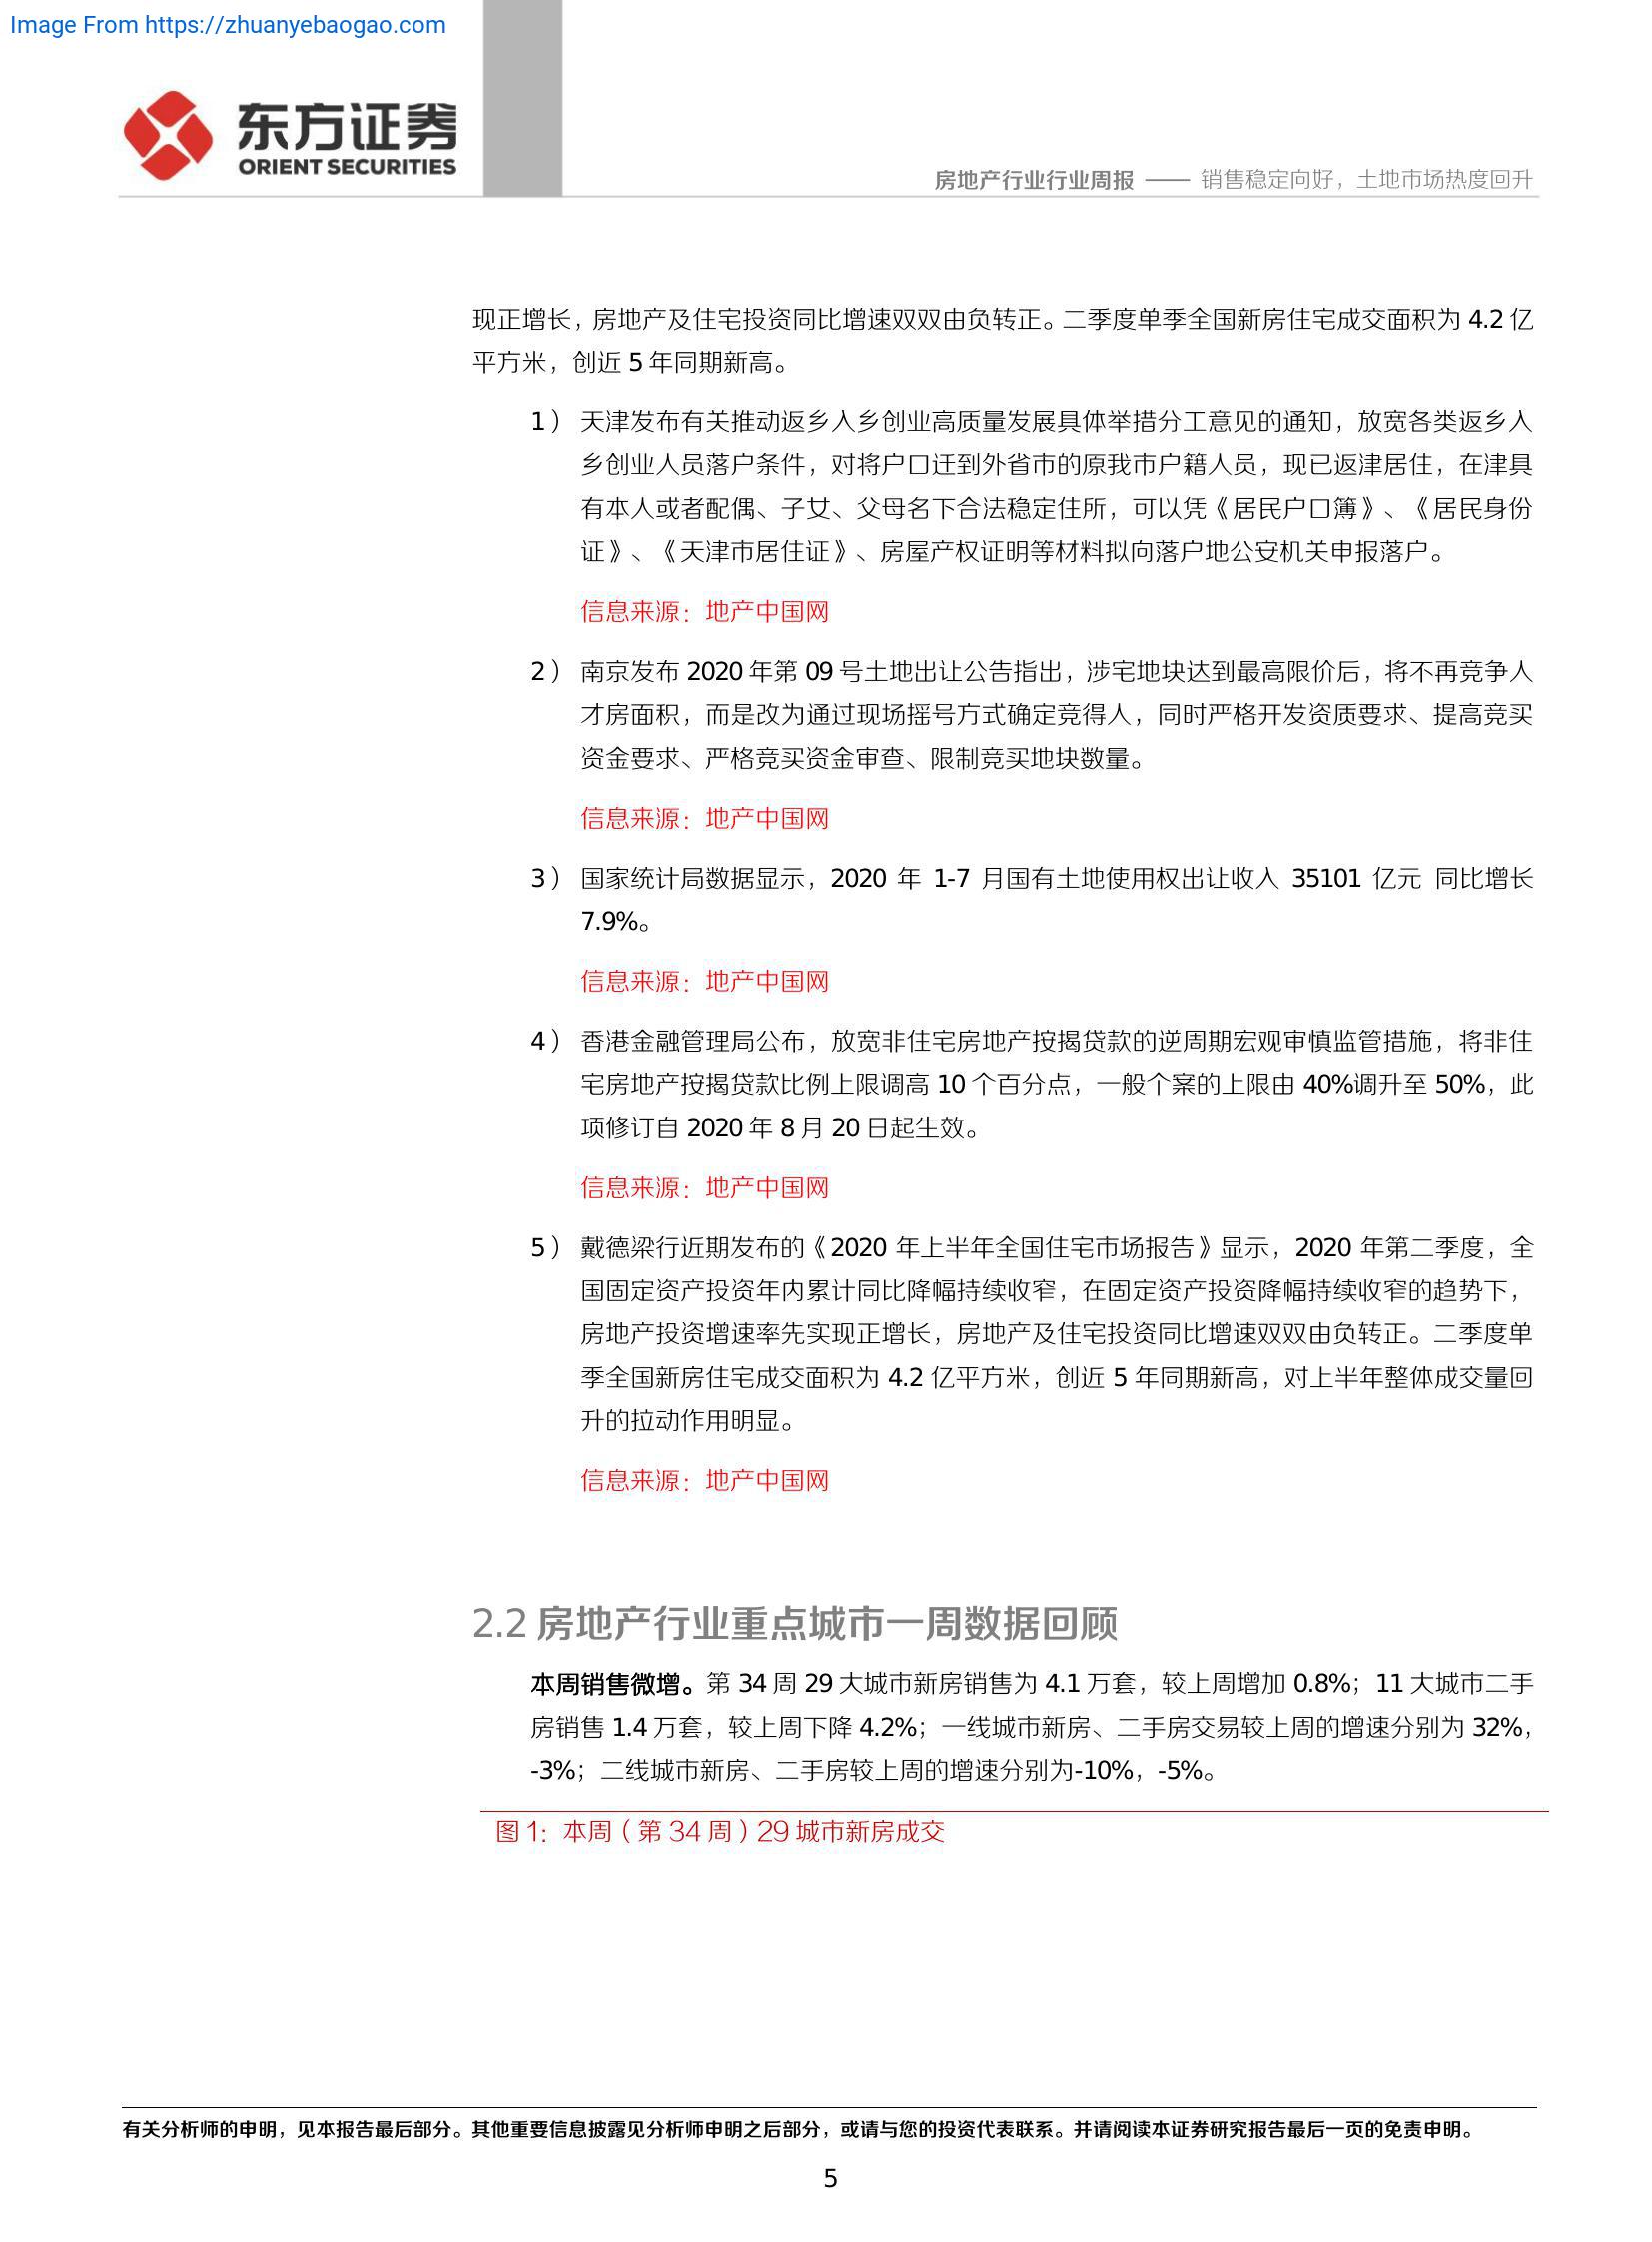 Image From https://zhuanyebaogao.com
东方证券
ORIENT SECURITIES
房地产行业行业周报 —— 销售稳定向好，土地市场热度回升
现正增长，房地产及住宅投资同比增速双双由负转正。二季度单季全国新房住宅成交面积为 4.2 亿
平方米，创近 5 年同期新高。
1） 天津发布有关推动返乡入乡创业高质量发展具体举措分工意见的通知，放宽各类返乡入
乡创业人员落户条件，对将户口迁到外省市的原我市户籍人员，现已返津居住，在津具
有本人或者配偶、子女、父母名下合法稳定住所，可以凭《居民户口簿》、《居民身份
证》、《天津市居住证》、房屋产权证明等材料拟向落户地公安机关申报落户。
信息来源：地产中国网
2） 南京发布 2020 年第 09 号土地出让公告指出，涉宅地块达到最高限价后，将不再竞争人
才房面积，而是改为通过现场摇号方式确定竞得人，同时严格开发资质要求、提高竞买
资金要求、严格竞买资金审查、限制竞买地块数量。
信息来源：地产中国网
3） 国家统计局数据显示，2020 年 1-7 月国有土地使用权出让收入 35101 亿元 同比增长
7.9%。
信息来源：地产中国网
4） 香港金融管理局公布，放宽非住宅房地产按揭贷款的逆周期宏观审慎监管措施，将非住
宅房地产按揭贷款比例上限调高 10 个百分点，一般个案的上限由 40%调升至 50%，此
项修订自 2020 年 8 月 20 日起生效。
信息来源：地产中国网
5） 戴德梁行近期发布的《2020 年上半年全国住宅市场报告》显示，2020 年第二季度，全
国固定资产投资年内累计同比降幅持续收窄，在固定资产投资降幅持续收窄的趋势下，
房地产投资增速率先实现正增长，房地产及住宅投资同比增速双双由负转正。二季度单
季全国新房住宅成交面积为 4.2 亿平方米，创近 5 年同期新高，对上半年整体成交量回
升的拉动作用明显。
信息来源：地产中国网
2.2 房地产行业重点城市一周数据回顾
本周销售微增。第 34 周 29 大城市新房销售为 4.1 万套，较上周增加 0.8%；11 大城市二手
房销售 1.4 万套，较上周下降 4.2%；一线城市新房、二手房交易较上周的增速分别为 32%，
-3%；二线城市新房、二手房较上周的增速分别为-10%，-5%。
图 1：本周（第 34 周）29 城市新房成交
有关分析师的申明，见本报告最后部分。其他重要信息披露见分析师申明之后部分，或请与您的投资代表联系。并请阅读本证券研究报告最后一页的免责申明。
5